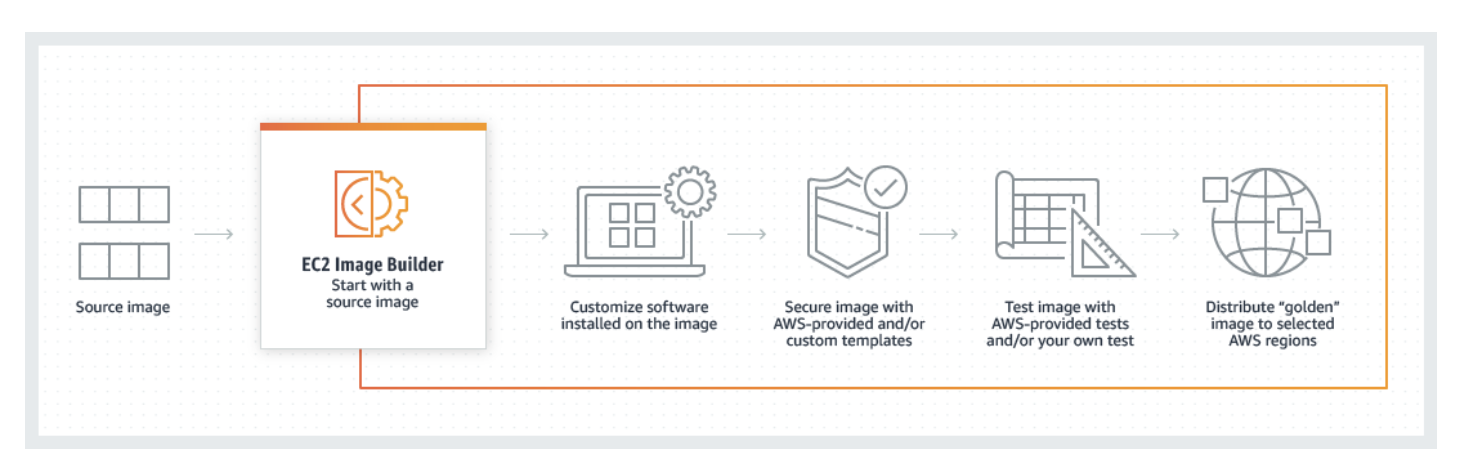 Source image
EC2 Image Builder
Start with a
source image
Customize software
installed on the image
Secure image with
AWS-provided and/or
custom templates
Test image with
AWS-provided tests
and/or your own test
Distribute “golden”
image to selected
AWS regions